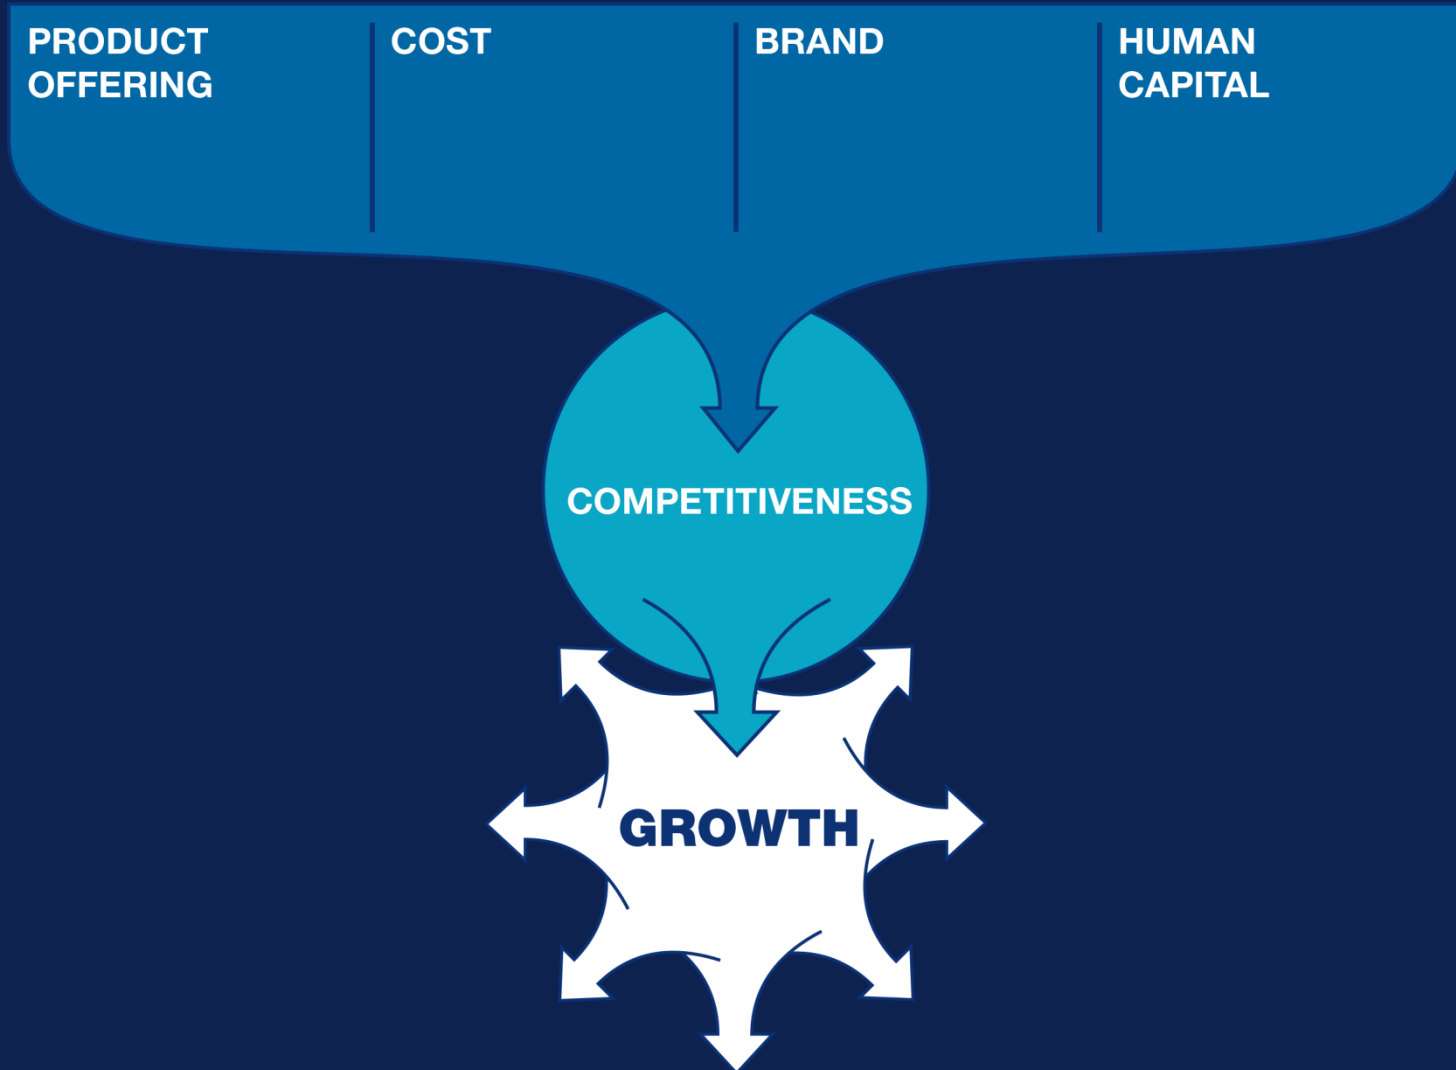 PRODUCT
OFFERING
COST
BRAND
HUMAN
CAPITAL
COMPETITIVENESS
GROWTH